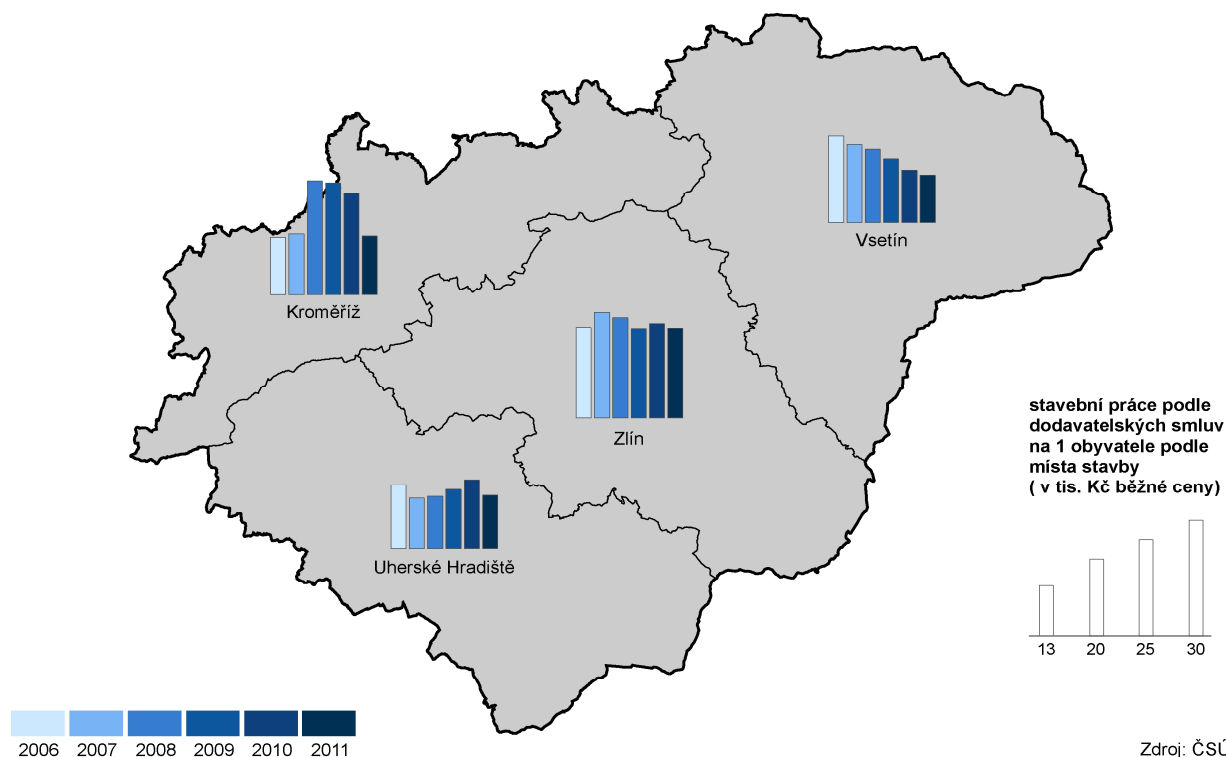 Vsetín
Kroměříž
Zlín
Uherské Hradiště
stavební práce podle
dodavatelských smluv
na 1 obyvatele podle
místa stavby
( v tis. Kč běžné ceny)
13 20 25 30
2006 2007 2008 2009 2010 2011
Zdroj: ČSÚ